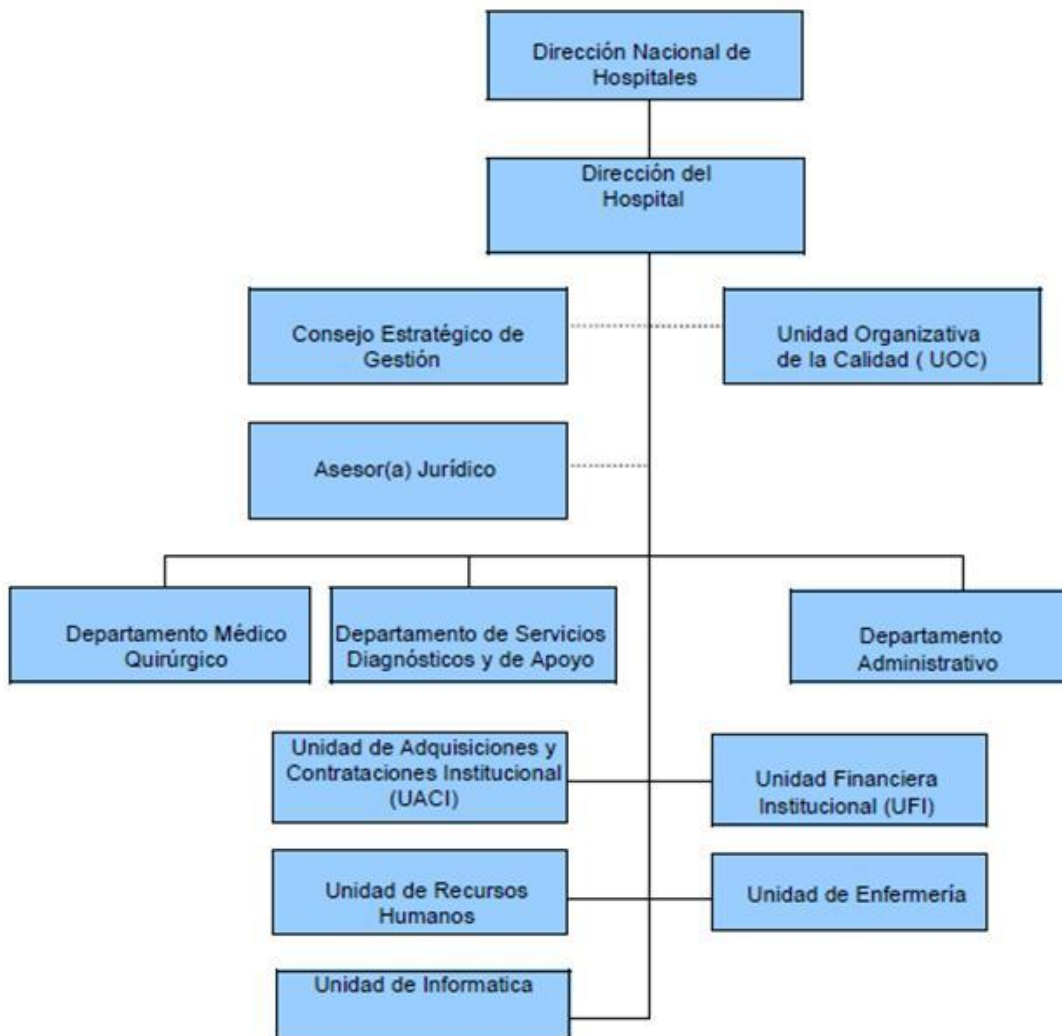 Dirección Nacional de
Hospitales
Dirección del
Hospital
Consejo Estratégico de
Gestión
Unidad Organizativa
de la Calidad ( UOC)
Asesor(a) Jurídico
Departamento Médico
Quirúrgico
Departamento de Servicios
Diagnósticos y de Apoyo
Departamento
Administrativo
Unidad de Adquisiciones y
Contrataciones Institucional
(UACI)
Unidad Financiera
Institucional (UFI)
Unidad de Recursos
Humanos
Unidad de Enfermería
Unidad de Informatica